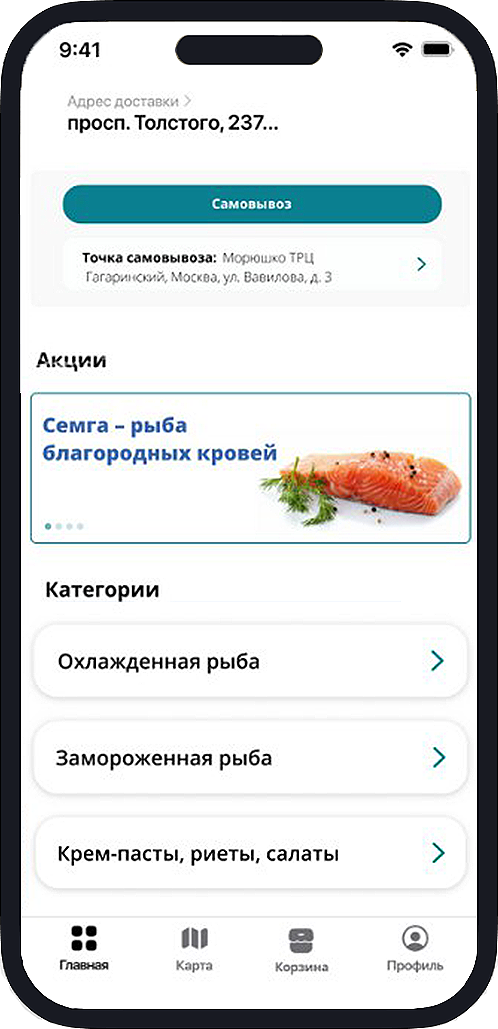 9:41
Адрес доставки
просп. Толстого, 237...
Самовывоз
Точка самовывоза: Морюшко ТРЦ
Гагаринский, Москва, ул. Вавилова, д. 3
Акции
Семга – рыба
благородных кровей
Категории
Охлажденная рыба
Замороженная рыба
Крем-пасты, риеты, салаты
Главная
Карта
Корзина
Профиль